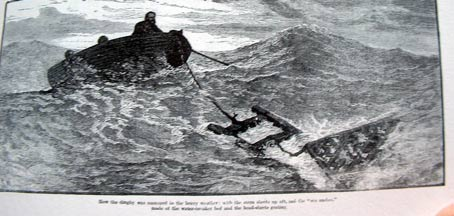 How the dinghy was managed in the heavy weather: with the stern sheets up aft, and the "sea anchor,"
made of the water-breaker bed and the head-sheets grating.